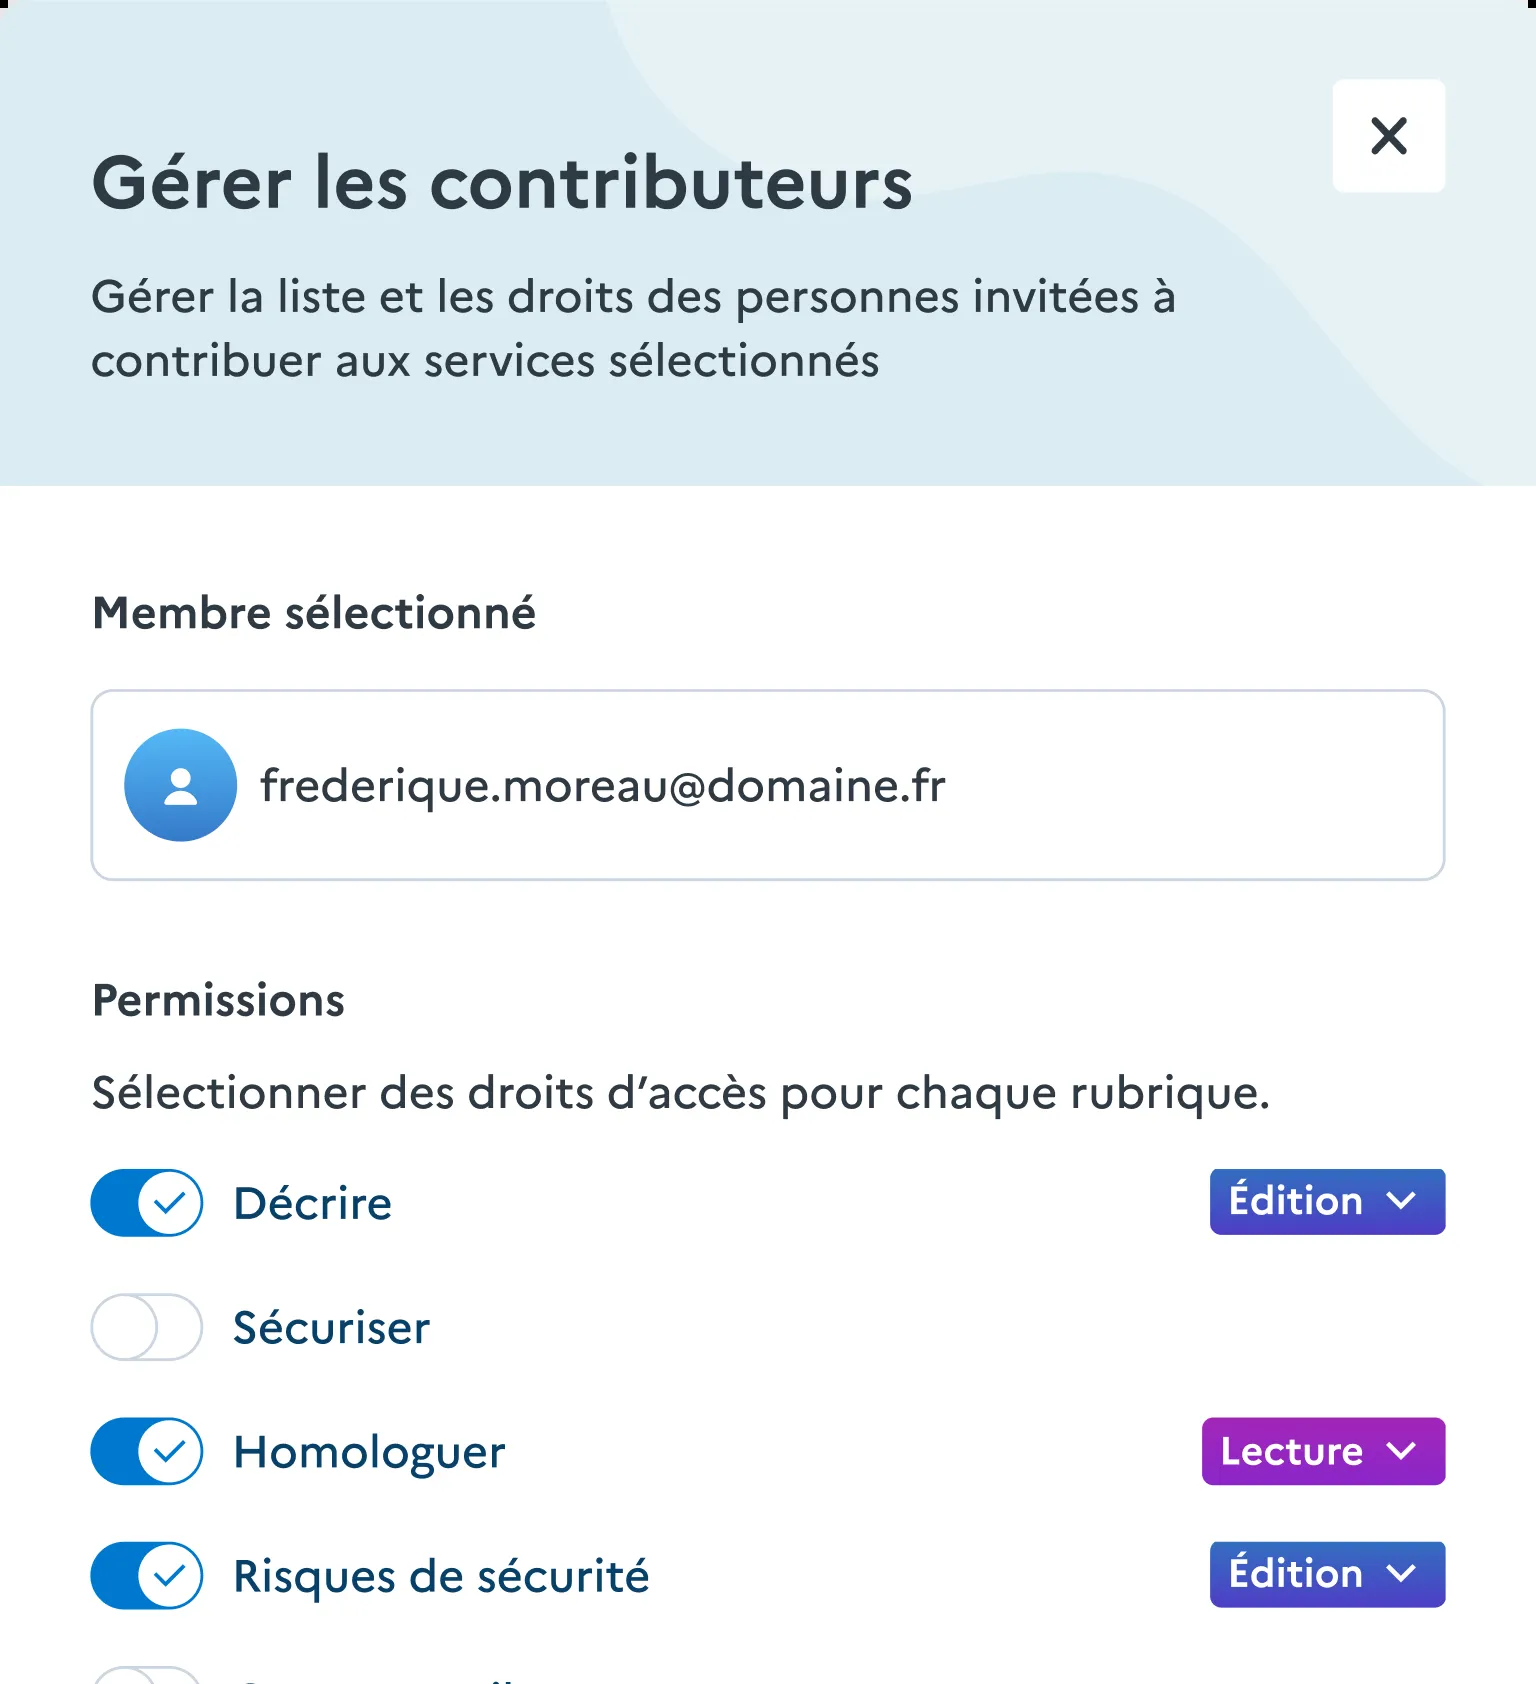 Gérer les contributeurs
Gérer la liste et les droits des personnes invitées à
contribuer aux services sélectionnés
Membre sélectionné
frederique.moreau@domaine.fr
Permissions
Sélectionner des droits d’accès pour chaque rubrique.
Décrire Édition
Sécuriser
Homologuer Lecture
Risques de sécurité Édition